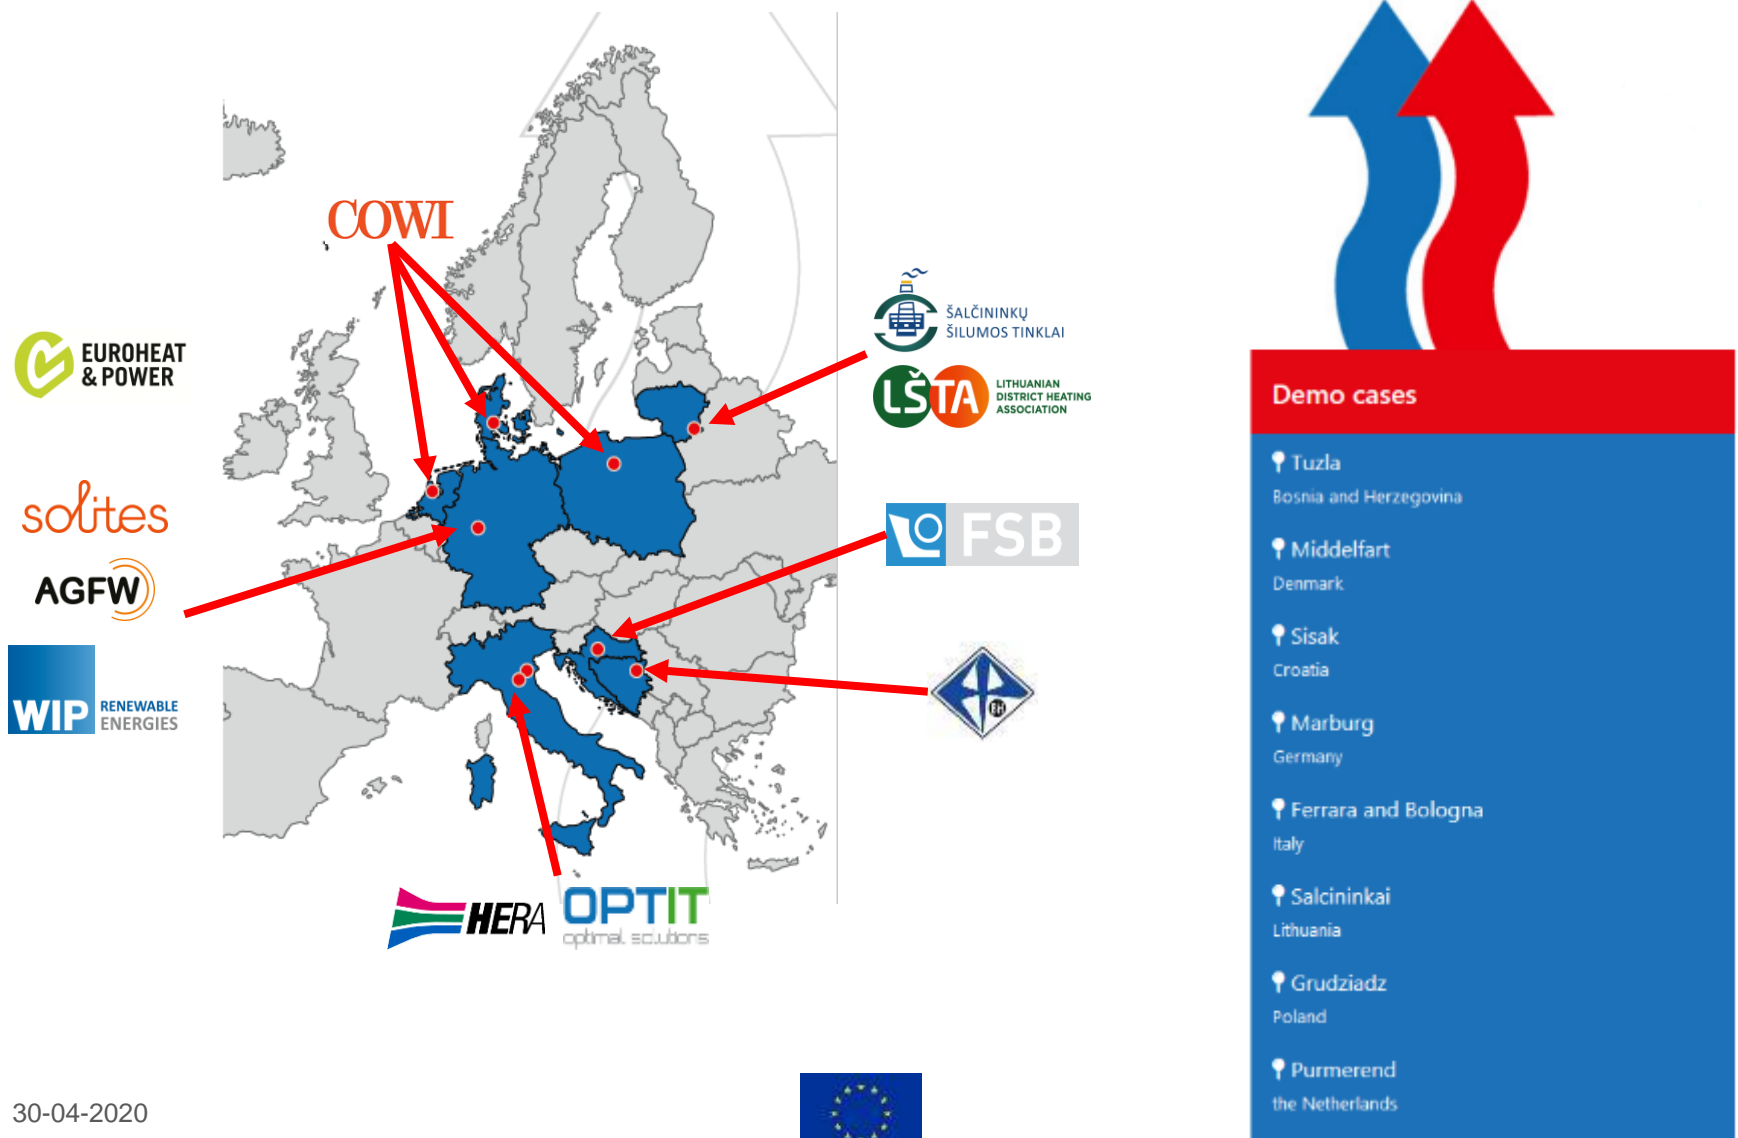 COWI
EUROHEAT
& POWER
solites
AGFW
WIP RENEWABLE
ENERGIES
ŠALČININKŲ
ŠILUMOS TINKLAI
LŠTA
LITHUANIAN
DISTRICT HEATING
ASSOCIATION
FSB
BH
HERA
OPTIT
optimal solutions
30-04-2020
Demo cases
Tuzla
Bosnia and Herzegovina
Middelfart
Denmark
Sisak
Croatia
Marburg
Germany
Ferrara and Bologna
Italy
Salcininkai
Lithuania
Grudziadz
Poland
Purmerend
the Netherlands